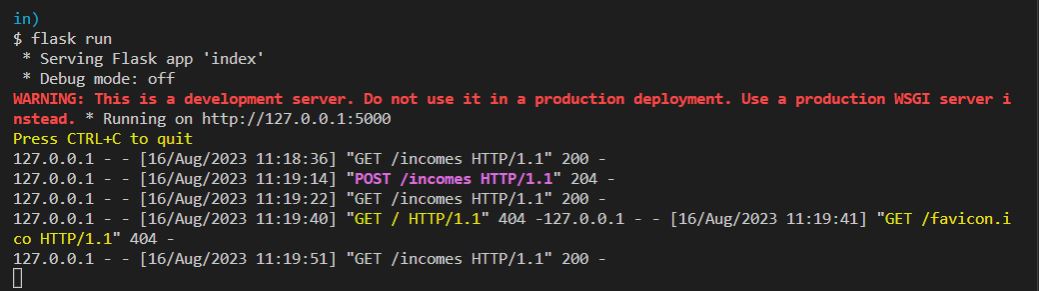 in)
$ flask run
 * Serving Flask app 'index'
 * Debug mode: off
WARNING: This is a development server. Do not use it in a production deployment. Use a production WSGI server i
nstead. * Running on http://127.0.0.1:5000
Press CTRL+C to quit
127.0.0.1 - - [16/Aug/2023 11:18:36] "GET /incomes HTTP/1.1" 200 -
127.0.0.1 - - [16/Aug/2023 11:19:14] "POST /incomes HTTP/1.1" 204 -
127.0.0.1 - - [16/Aug/2023 11:19:22] "GET /incomes HTTP/1.1" 200 -
127.0.0.1 - - [16/Aug/2023 11:19:40] "GET / HTTP/1.1" 404 -127.0.0.1 - - [16/Aug/2023 11:19:41] "GET /favicon.i
co HTTP/1.1" 404 -
127.0.0.1 - - [16/Aug/2023 11:19:51] "GET /incomes HTTP/1.1" 200 -